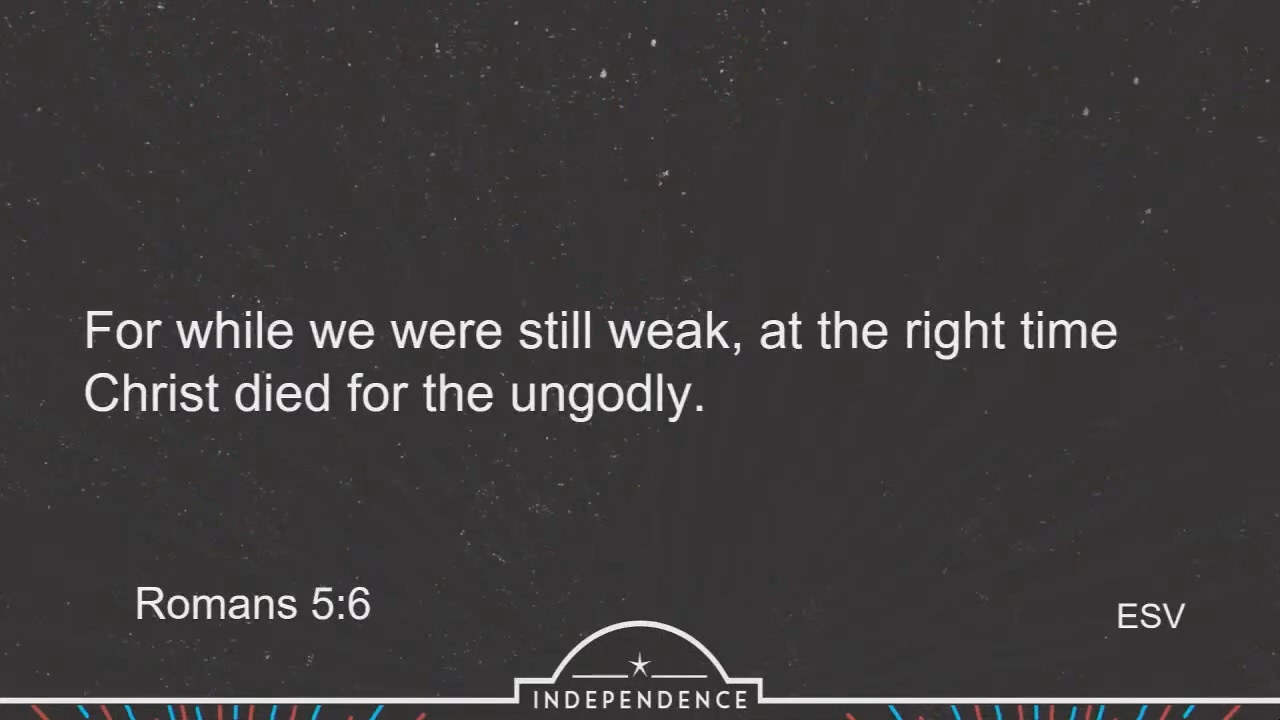 For while we were still weak, at the right time
Christ died for the ungodly.
Romans 5:6
ESV
INDEPENDENCE